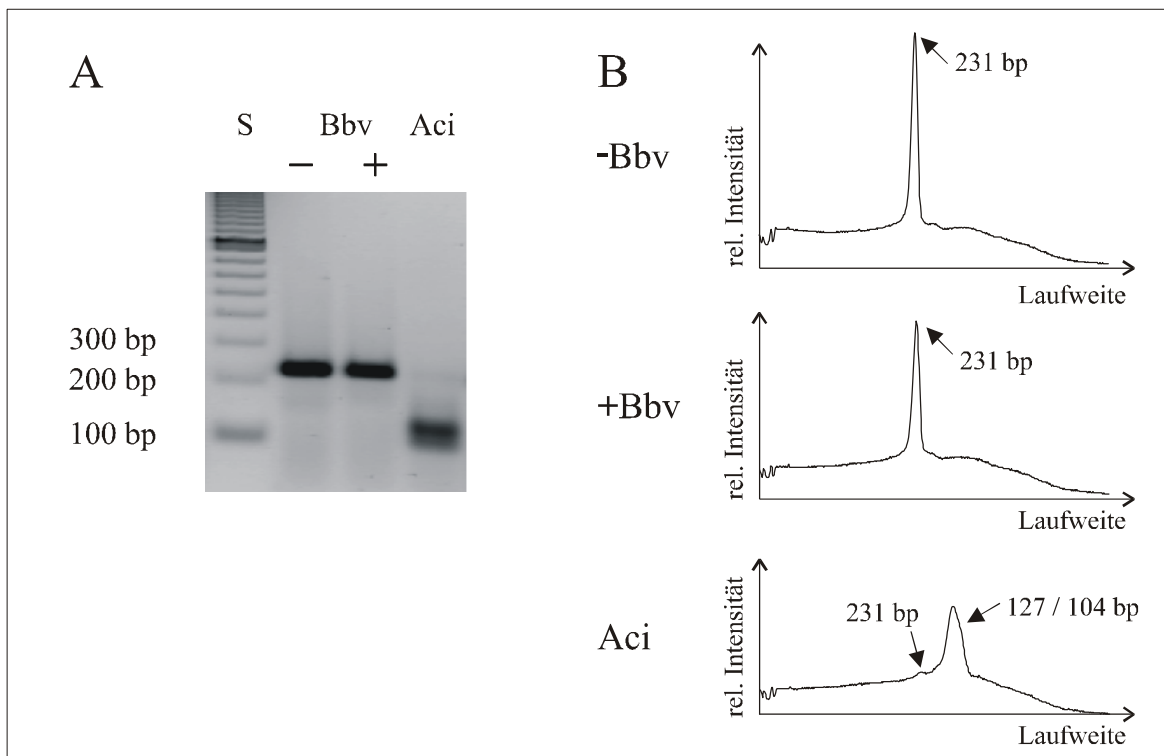 A
S Bbv Aci
– +
300 bp
200 bp
100 bp
B
-Bbv
rel. Intensität
231 bp
Laufweite
+Bbv
rel. Intensität
231 bp
Laufweite
Aci
rel. Intensität
231 bp
127 / 104 bp
Laufweite